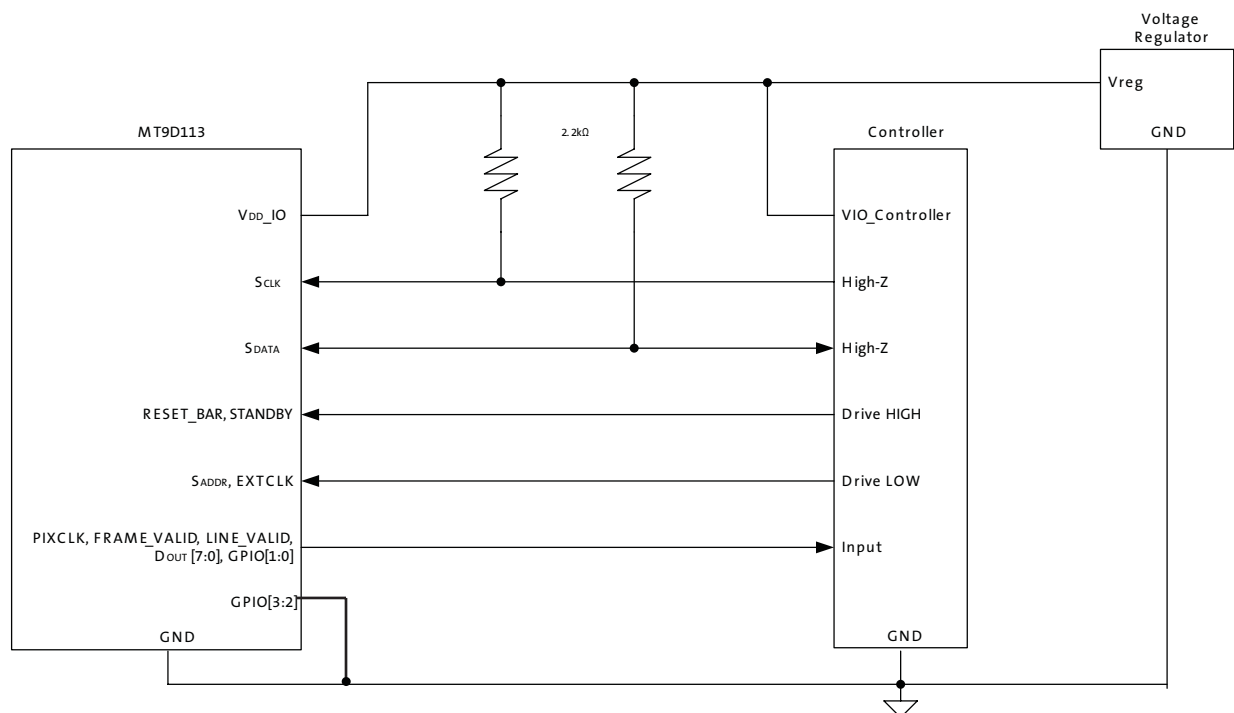 Voltage
Regulator
Vreg
GND
MT9D113
2.2kΩ
Controller
VDD_IO
VIO_Controller
SCLK
High-Z
SDATA
High-Z
RESET_BAR, STANDBY
Drive HIGH
SADDR, EXTCLK
Drive LOW
PIXCLK, FRAME_VALID, LINE_VALID,
DOUT [7:0], GPIO[1:0]
Input
GPIO[3:2]
GND
GND